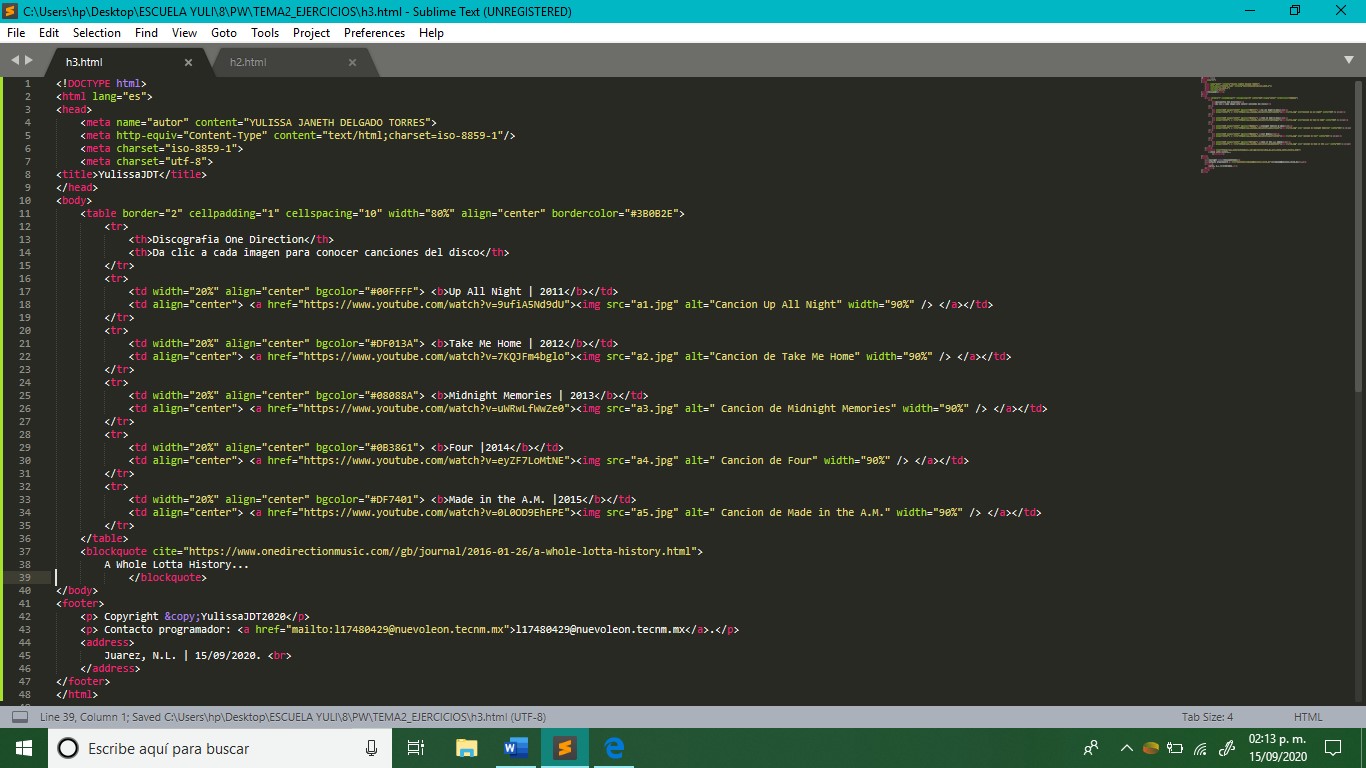 C:\Users\hp\Desktop\ESCUELA YULI\8\PW\TEMA2_EJERCICIOS\h3.html - Sublime Text (UNREGISTERED)
File Edit Selection Find View Goto Tools Project Preferences Help
h3.html h2.html
1 <!DOCTYPE html>
2 <html lang="es">
3 <head>
4 <meta name="autor" content="YULISSA JANETH DELGADO TORRES">
5 <meta http-equiv="Content-Type" content="text/html;charset=iso-8859-1"/>
6 <meta charset="iso-8859-1">
7 <meta charset="utf-8">
8 <title>YulissaJDT</title>
9 </head>
10 <body>
11 <table border="2" cellpadding="1" cellspacing="10" width="80%" align="center" bordercolor="#3B0B2E">
12 <tr>
13 <th>Discografia One Direction</th>
14 <th>Da clic a cada imagen para conocer canciones del disco</th>
15 </tr>
16 <tr>
17 <td width="20%" align="center" bgcolor="#00FFFF"> <b>Up All Night | 2011</b></td>
18 <td align="center"> <a href="https://www.youtube.com/watch?v=9ufiA5Nd9dU"><img src="a1.jpg" alt="Cancion Up All Night" width="90%" /> </a></td>
19 </tr>
20 <tr>
21 <td width="20%" align="center" bgcolor="#DF013A"> <b>Take Me Home | 2012</b></td>
22 <td align="center"> <a href="https://www.youtube.com/watch?v=7KQJFm4bglo"><img src="a2.jpg" alt="Cancion de Take Me Home" width="90%" /> </a></td>
23 </tr>
24 <tr>
25 <td width="20%" align="center" bgcolor="#08088A"> <b>Midnight Memories | 2013</b></td>
26 <td align="center"> <a href="https://www.youtube.com/watch?v=uWRwLfWwZe0"><img src="a3.jpg" alt=" Cancion de Midnight Memories" width="90%" /> </a></td>
27 </tr>
28 <tr>
29 <td width="20%" align="center" bgcolor="#0B3861"> <b>Four |2014</b></td>
30 <td align="center"> <a href="https://www.youtube.com/watch?v=eyZF7LoMtNE"><img src="a4.jpg" alt=" Cancion de Four" width="90%" /> </a></td>
31 </tr>
32 <tr>
33 <td width="20%" align="center" bgcolor="#DF7401"> <b>Made in the A.M. |2015</b></td>
34 <td align="center"> <a href="https://www.youtube.com/watch?v=0L0OD9EhEPE"><img src="a5.jpg" alt=" Cancion de Made in the A.M." width="90%" /> </a></td>
35 </tr>
36 </table>
37 <blockquote cite="https://www.onedirectionmusic.com//gb/journal/2016-01-26/a-whole-lotta-history.html">
38 A Whole Lotta History...
39 </blockquote>
40 </body>
41 <footer>
42 <p> Copyright &copy;YulissaJDT2020</p>
43 <p> Contacto programador: <a href="mailto:l17480429@nuevoleon.tecnm.mx">l17480429@nuevoleon.tecnm.mx</a>.</p>
44 <address>
45 Juarez, N.L. | 15/09/2020. <br>
46 </address>
47 </footer>
48 </html>
Line 39, Column 1; Saved C:\Users\hp\Desktop\ESCUELA YULI\8\PW\TEMA2_EJERCICIOS\h3.html (UTF-8) Tab Size: 4 HTML
Escribe aquí para buscar 02:13 p. m.
15/09/2020